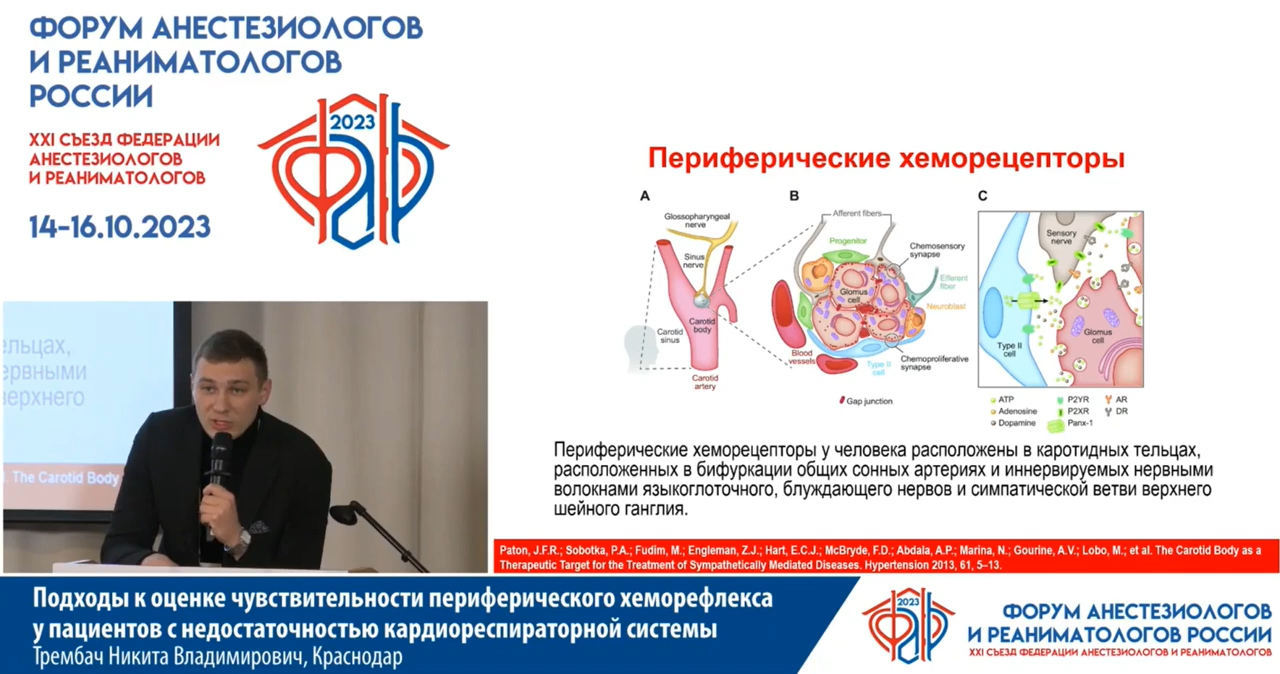 ФОРУМ АНЕСТЕЗИОЛОГОВ
И РЕАНИМАТОЛОГОВ
РОССИИ
XXI СЪЕЗД ФЕДЕРАЦИИ
АНЕСТЕЗИОЛОГОВ
И РЕАНИМАТОЛОГОВ
14-16.10.2023
2023
Периферические хеморецепторы
A
Glossopharyngeal
nerve
Sinus
nerve
Carotid
sinus
Carotid
body
Carotid
artery
B
Afferent fibers
Progenitor
Chemosensory
synapse
Efferent
fiber
Glomus
cell
Neuroblast
Blood
vessels
Type II
cell
Chemoproliferative
synapse
Gap junction
C
Sensory
nerve
Type II
cell
Glomus
cell
ATP
Adenosine
Dopamine
P2YR
P2XR
Panx-1
AR
DR
Периферические хеморецепторы у человека расположены в каротидных тельцах,
расположенных в бифуркации общих сонных артериях и иннервируемых нервными
волокнами языкоглоточного, блуждающего нервов и симпатической ветви верхнего
шейного ганглия.
Paton, J.F.R.; Sobotka, P.A.; Fudim, M.; Engleman, Z.J.; Hart, E.C.J.; McBryde, F.D.; Abdala, A.P.; Marina, N.; Gourine, A.V.; Lobo, M.; et al. The Carotid Body as a
Therapeutic Target for the Treatment of Sympathetically Mediated Diseases. Hypertension 2013, 61, 5–13.
ельцах,
ервными
верхнего
. The Carotid Body
Подходы к оценке чувствительности периферического хеморефлекса
у пациентов с недостаточностью кардиореспираторной системы
Трембач Никита Владимирович, Краснодар
2023
ФОРУМ АНЕСТЕЗИОЛОГОВ
И РЕАНИМАТОЛОГОВ РОССИИ
XXI СЪЕЗД ФЕДЕРАЦИИ АНЕСТЕЗИОЛОГОВ И РЕАНИМАТОЛОГОВ